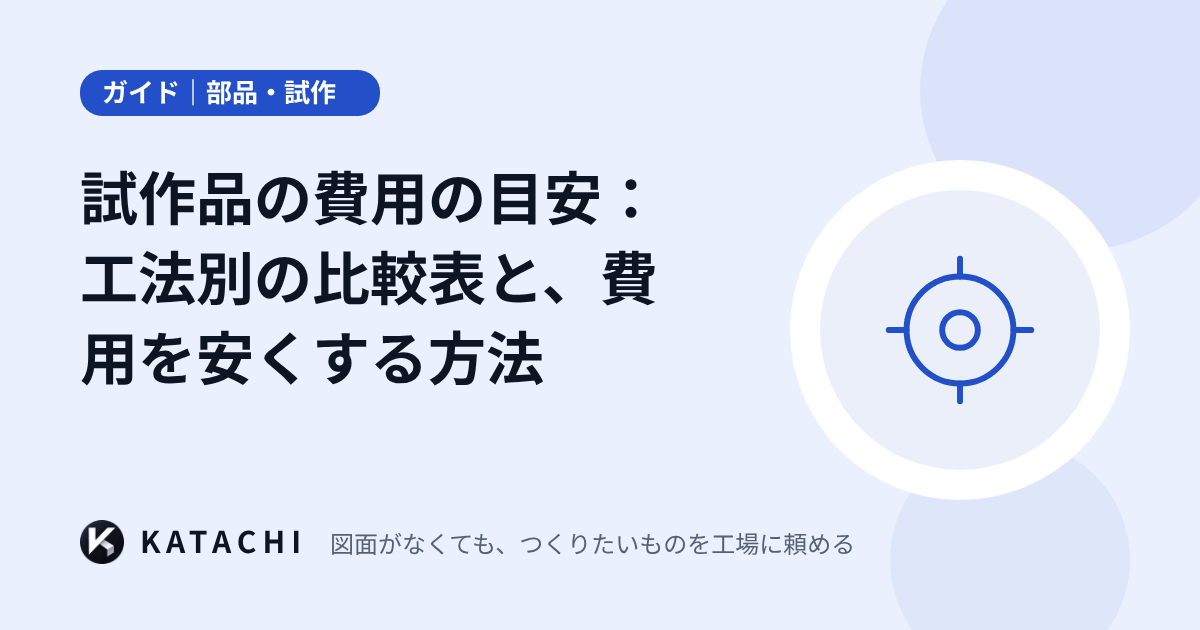 ガイド｜部品・試作
試作品の費用の目安：
工法別の比較表と、費
用を安くする方法
KATACHI 図面がなくても、つくりたいものを工場に頼める